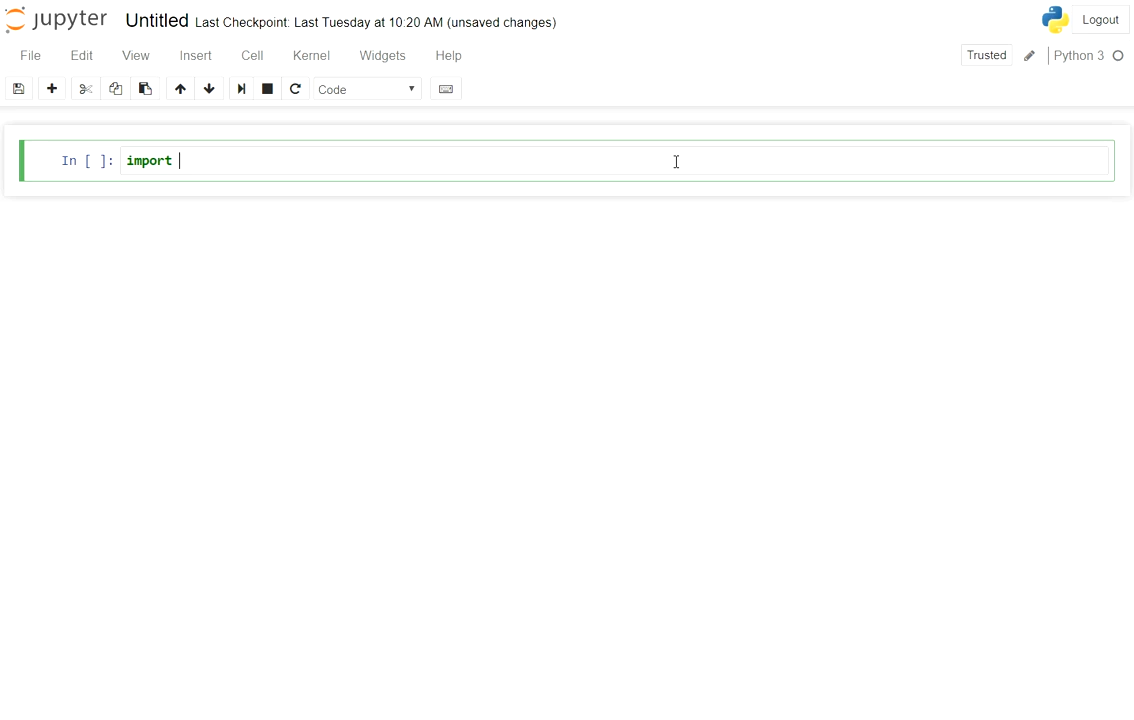 jupyter Untitled Last Checkpoint: Last Tuesday at 10:20 AM (unsaved changes) Logout
File Edit View Insert Cell Kernel Widgets Help Trusted Python 3
Code
In [ ]: import